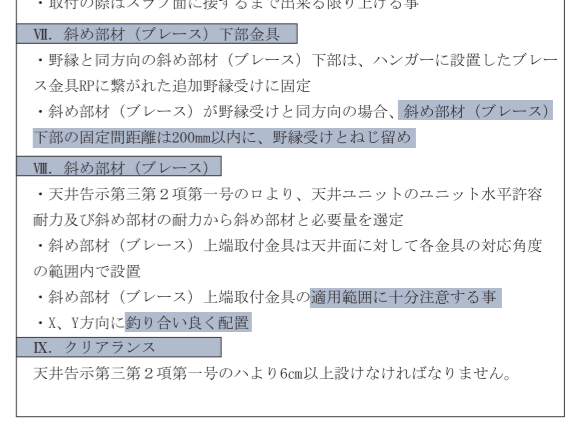 ・取付の際はスラブ面に接するまで出来る限り上げる事
Ⅶ．斜め部材（ブレース）下部金具
・野縁と同方向の斜め部材（ブレース）下部は、ハンガーに設置したブレー
ス金具RPに繋がれた追加野縁受けに固定
・斜め部材（ブレース）が野縁受けと同方向の場合、斜め部材（ブレース）
下部の固定間距離は200mm以内に、野縁受けとねじ留め
Ⅷ．斜め部材（ブレース）
・天井告示第三第２項第一号のロより、天井ユニットのユニット水平許容
耐力及び斜め部材の耐力から斜め部材と必要量を選定
・斜め部材（ブレース）上端取付金具は天井面に対して各金具の対応角度
の範囲内で設置
・斜め部材（ブレース）上端取付金具の適用範囲に十分注意する事
・X、Y方向に釣り合い良く配置
Ⅸ．クリアランス
天井告示第三第２項第一号のハより6cm以上設けなければなりません。